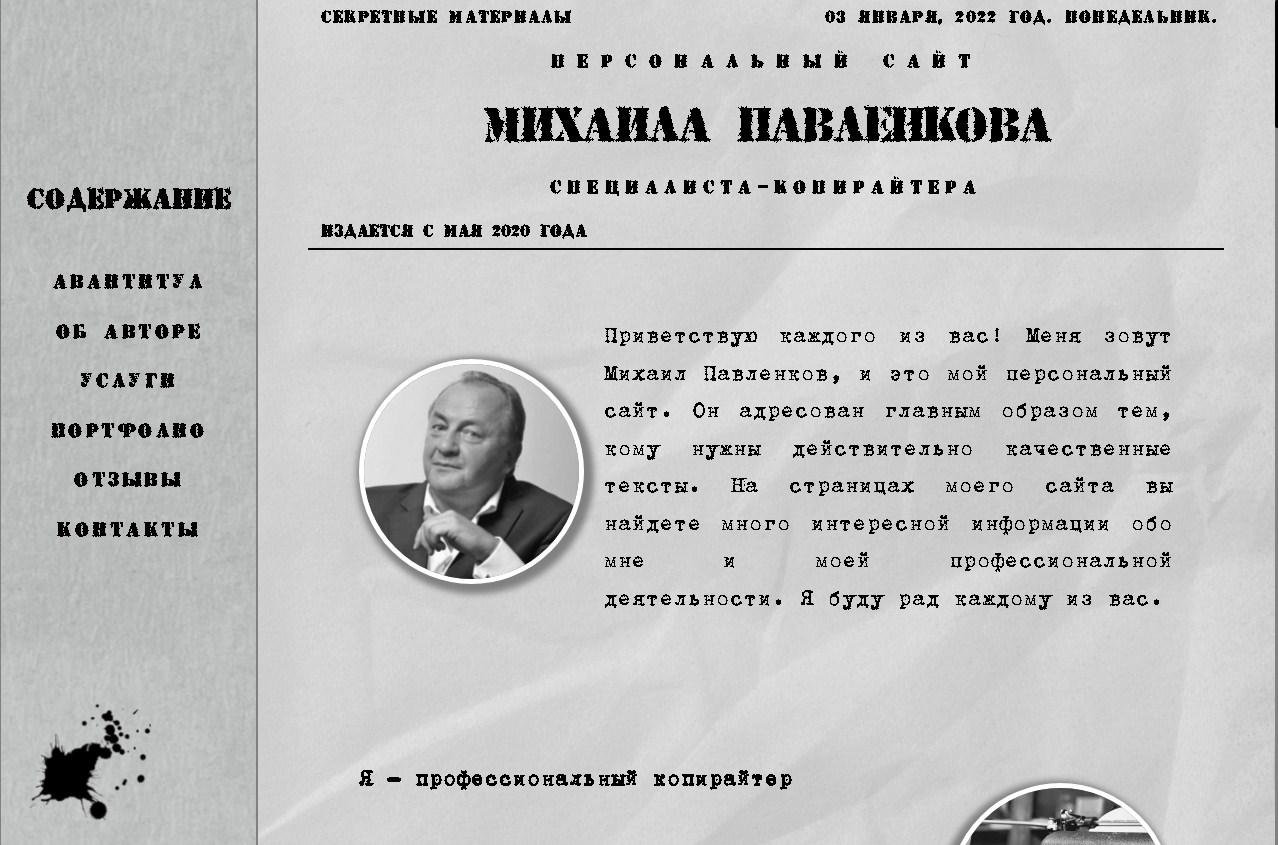 СЕКРЕТНЫЕ МАТЕРИАЛЫ
03 ЯНВАРЯ, 2022 ГОД. ПОНЕДЕЛЬНИК.
ПЕРСОНАЛЬНЫЙ САЙТ
МИХАИЛА ПАВЛЕНКОВА
СПЕЦИАЛИСТА-КОПИРАЙТЕРА
ИЗДАЕТСЯ С МАЯ 2020 ГОДА
СОДЕРЖАНИЕ
АВАНТИТУЛ
ОБ АВТОРЕ
УСЛУГИ
ПОРТФОЛИО
ОТЗЫВЫ
КОНТАКТЫ
Приветствую каждого из вас! Меня зовут
Михаил Павленков, и это мой персональный
сайт. Он адресован главным образом тем,
кому нужны действительно качественные
тексты. На страницах моего сайта вы
найдете много интересной информации обо
мне и моей профессиональной
деятельности. Я буду рад каждому из вас.
Я – профессиональный копирайтер